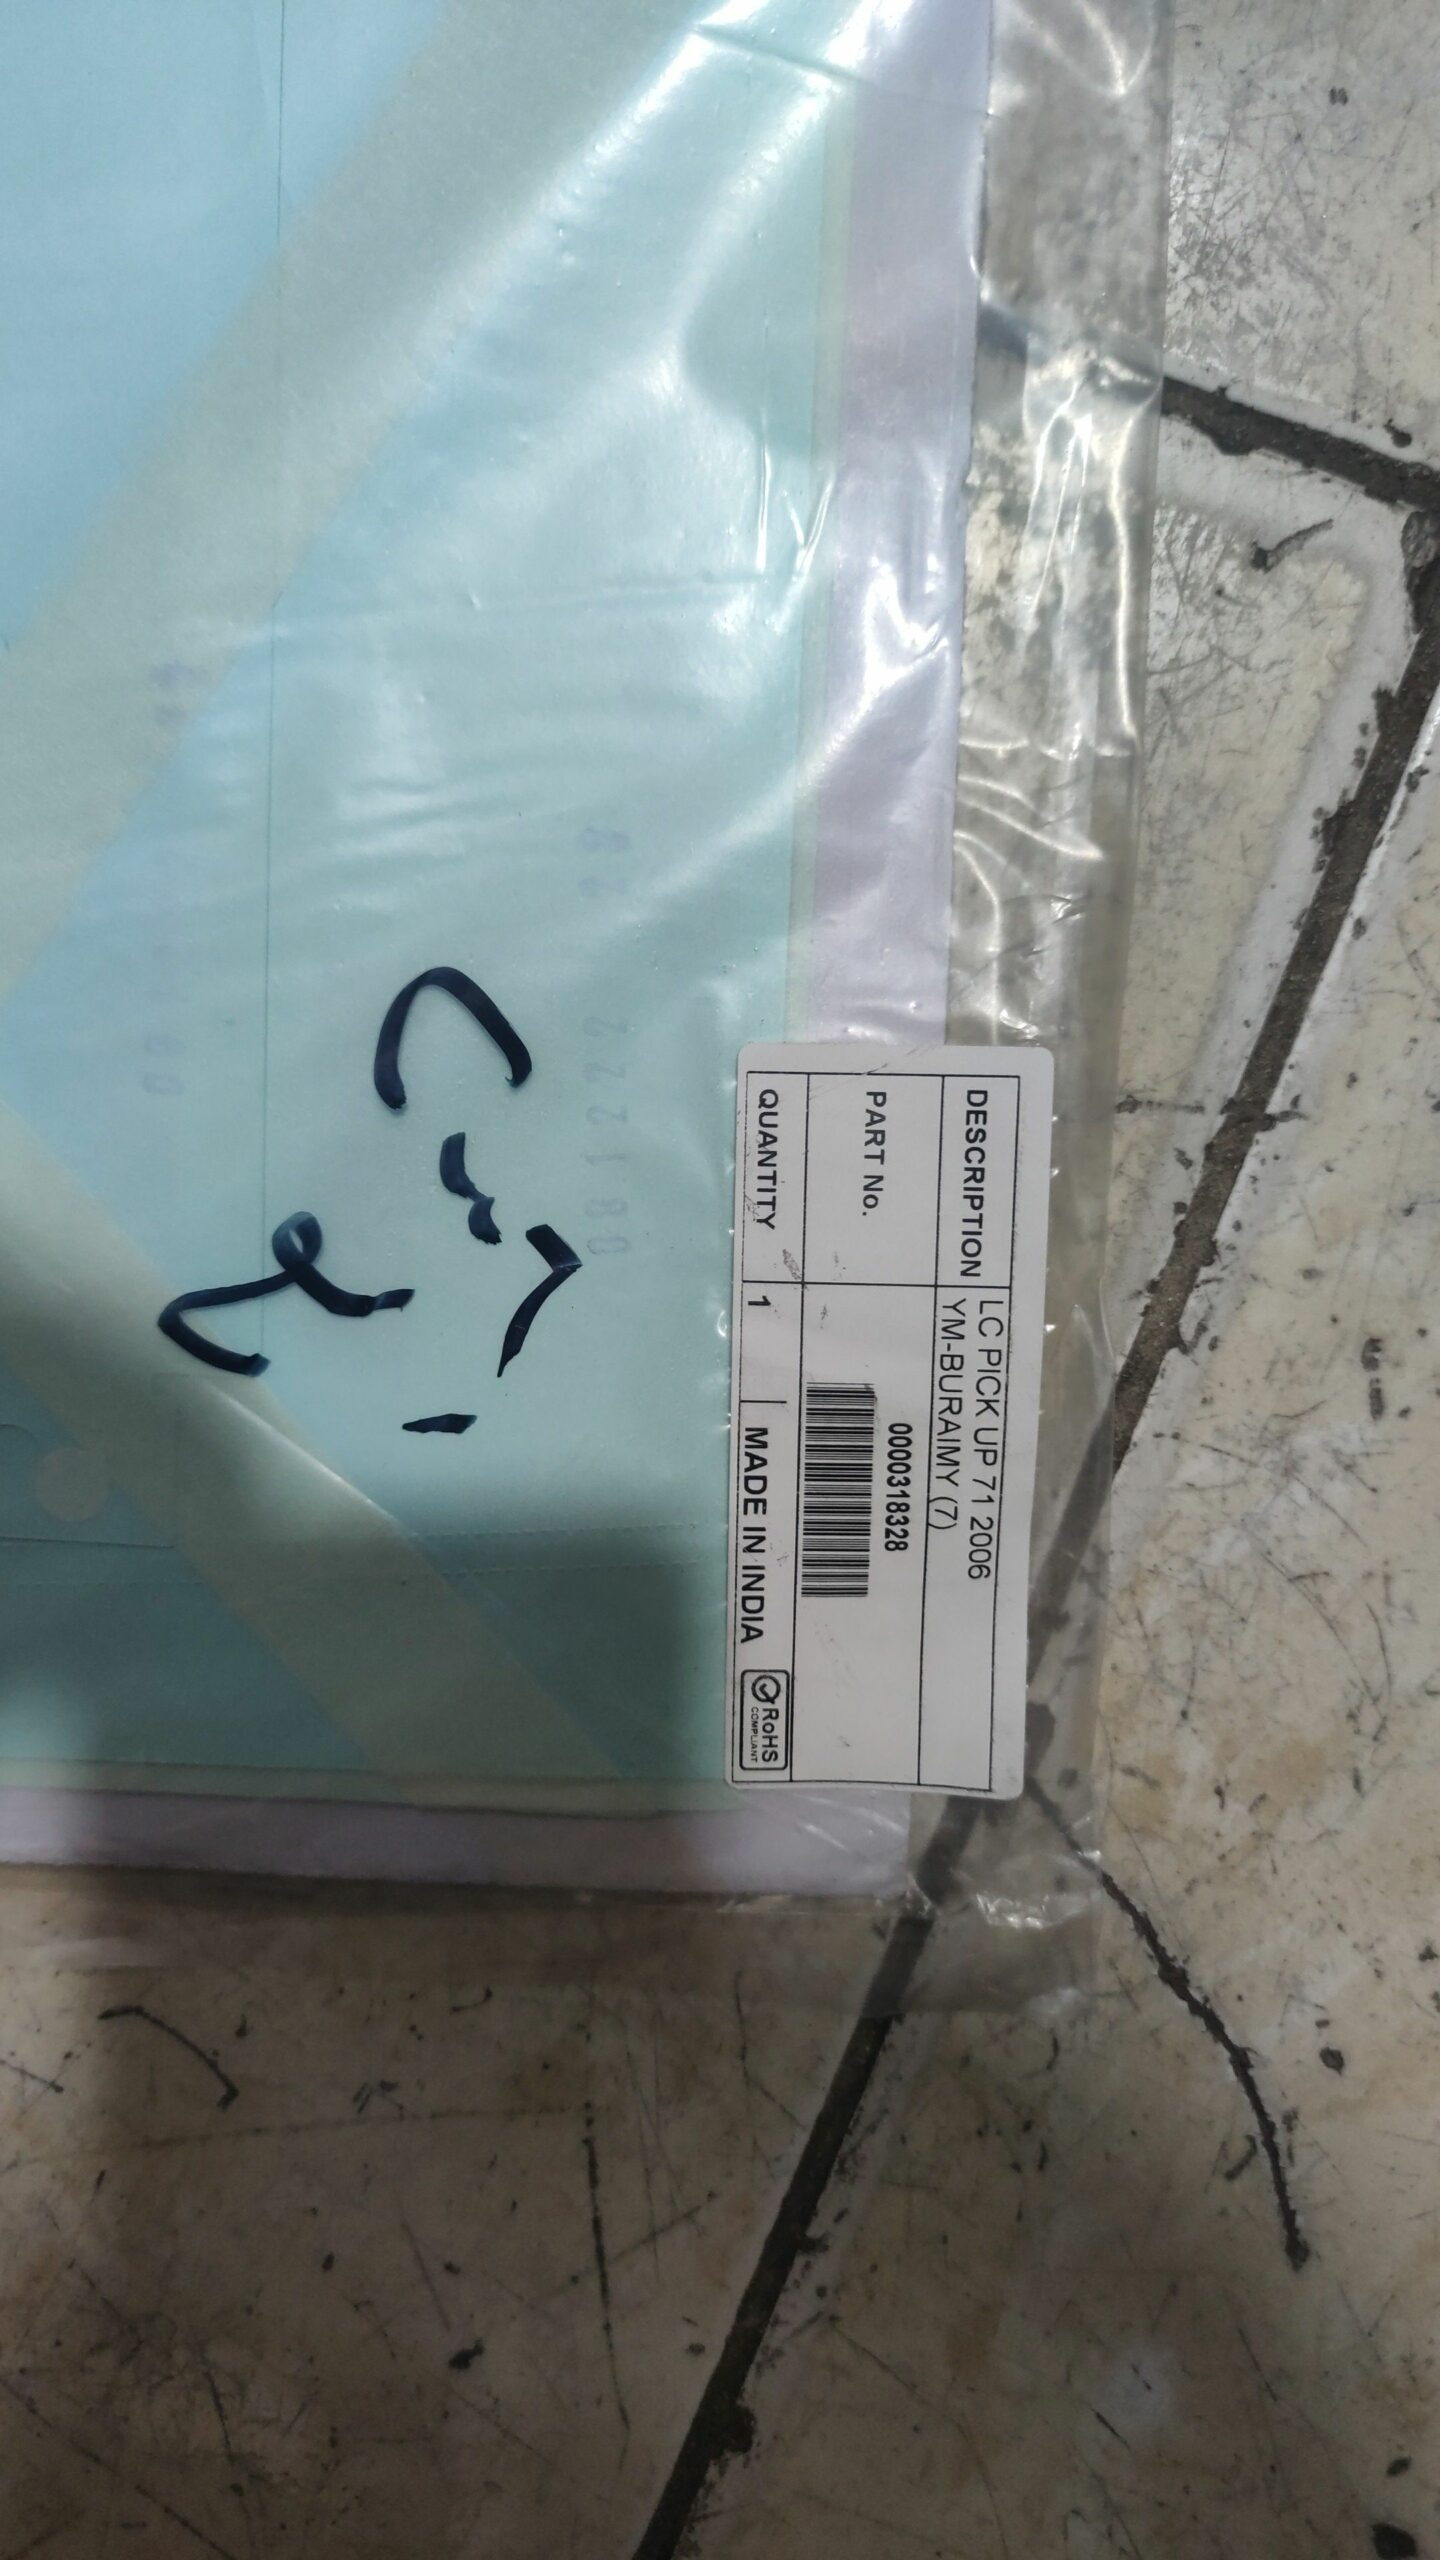 DESCRIPTION LC PICK UP 71 2006
YM-BURAIMY (7)
PART No. 0000318328
QUANTITY 1 MADE IN INDIA RoHS
COMPLIANT